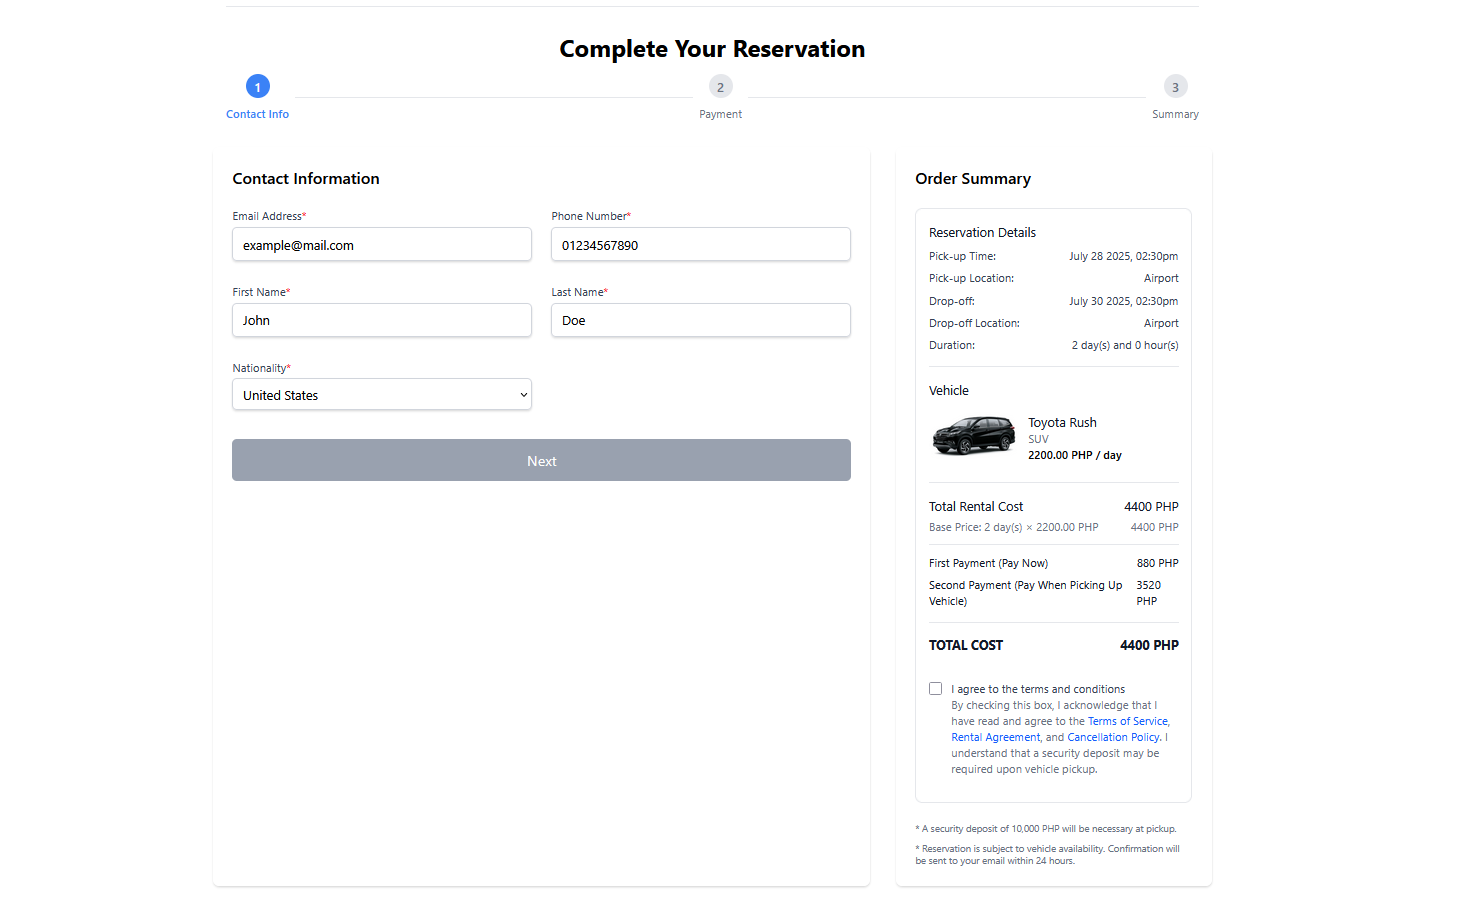 Complete Your Reservation
1
2
3
Contact Info
Payment
Summary
Contact Information
Email Address*
Phone Number*
example@mail.com
01234567890
First Name*
Last Name*
John
Doe
Nationality*
United States
Next
Order Summary
Reservation Details
Pick-up Time: July 28 2025, 02:30pm
Pick-up Location: Airport
Drop-off: July 30 2025, 02:30pm
Drop-off Location: Airport
Duration: 2 day(s) and 0 hour(s)
Vehicle
Toyota Rush
SUV
2200.00 PHP / day
Total Rental Cost 4400 PHP
Base Price: 2 day(s) × 2200.00 PHP 4400 PHP
First Payment (Pay Now) 880 PHP
Second Payment (Pay When Picking Up 3520
Vehicle) PHP
TOTAL COST 4400 PHP
I agree to the terms and conditions
By checking this box, I acknowledge that I
have read and agree to the Terms of Service,
Rental Agreement, and Cancellation Policy. I
understand that a security deposit may be
required upon vehicle pickup.
* A security deposit of 10,000 PHP will be necessary at pickup.
* Reservation is subject to vehicle availability. Confirmation will
be sent to your email within 24 hours.